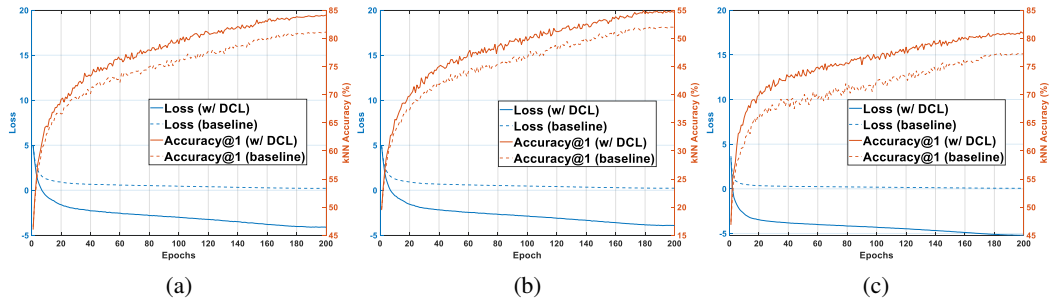 20
15
10
5
0
-5
Loss
85
80
75
70
65
60
55
50
45
kNN Accuracy (%)
Loss (w/ DCL)
Loss (baseline)
Accuracy@1 (w/ DCL)
Accuracy@1 (baseline)
0 20 40 60 80 100 120 140 160 180 200
Epochs
(a)
20
15
10
5
0
-5
Loss
55
50
45
40
35
30
25
20
15
kNN Accuracy (%)
Loss (w/ DCL)
Loss (baseline)
Accuracy@1 (w/ DCL)
Accuracy@1 (baseline)
0 20 40 60 80 100 120 140 160 180 200
Epoch
(b)
20
15
10
5
0
-5
Loss
85
80
75
70
65
60
55
50
45
kNN Accuracy (%)
Loss (w/ DCL)
Loss (baseline)
Accuracy@1 (w/ DCL)
Accuracy@1 (baseline)
0 20 40 60 80 100 120 140 160 180 200
Epochs
(c)